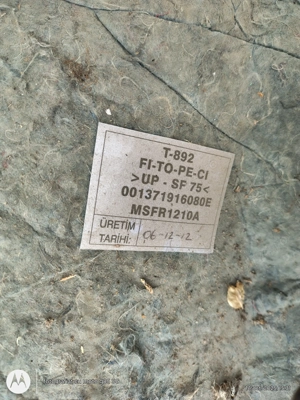 T-892
FI-TO-PE-CI
>UP - SF 75<
001371916080E
MSFR1210A
ÜRETİM
TARİHİ: 06-12-12